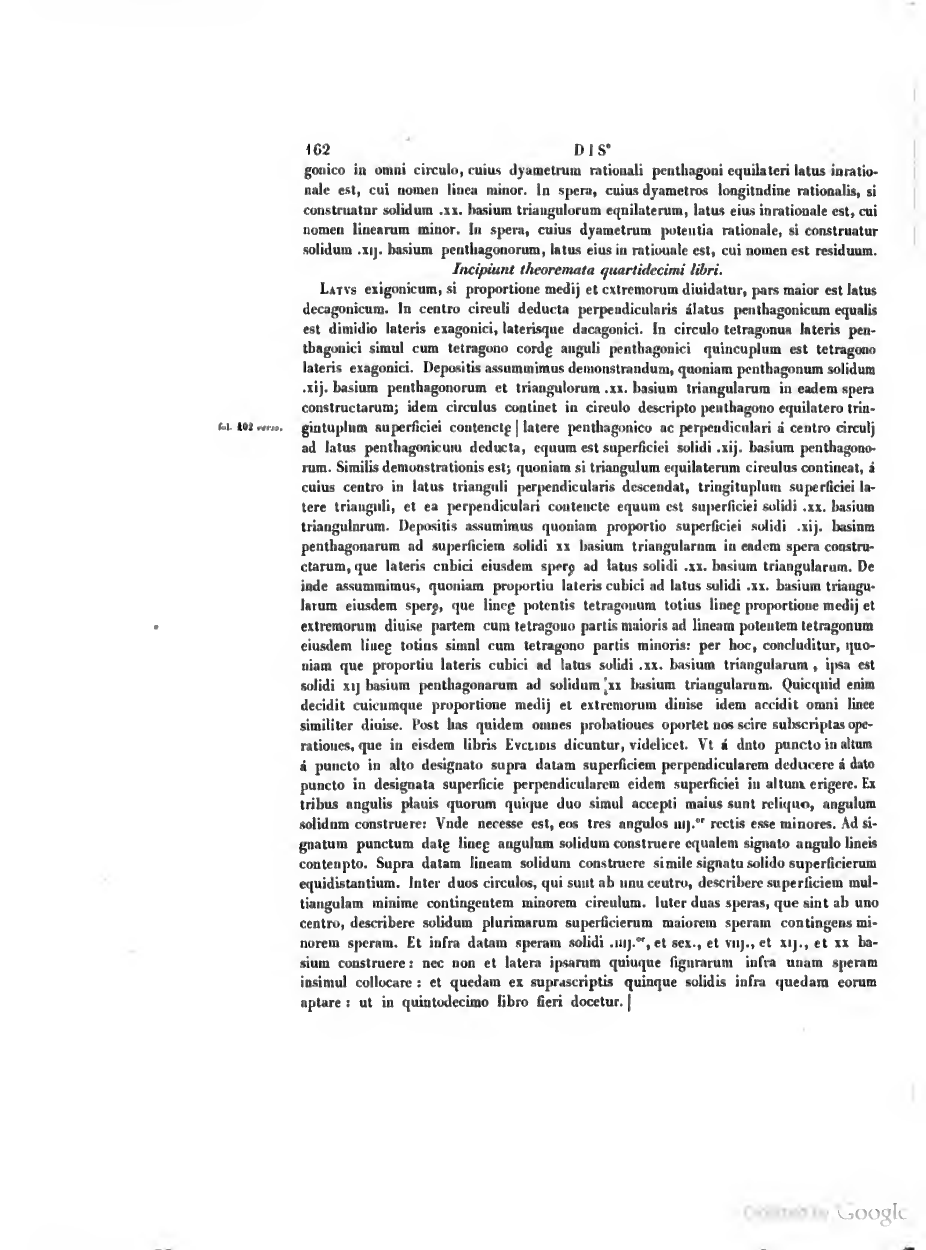 162 DISª
gonico in omni circulo, cuius dyametrum rationali penthagoni equilateri latus inratio-
nale est, cui nomen linea minor. In spera, cuius dyametros longitudine rationalis, si
construatur solidum .xx. basium triangulorum equilaterum, latus eius inrationale est, cui
nomen linearum minor. In spera, cuius dyametrum potentia rationale, si construatur
solidum .xij. basium penthagonorum, latus eius in rationale est, cui nomen est residuum.
Incipiunt theoremata quartidecimi libri.
LATVS exigonicum, si proportione medij et extremorum diuidatur, pars maior est latus
decagonicum. In centro circuli deducta perpendicularis álatus penthagonicum equalis
est dimidio lateris exagonici, laterisque dacagonici. In circulo tetragonus lateris pen-
thagonici simul cum tetragono cordę anguli penthagonici quincuplum est tetragono
lateris exagonici. Depositis assummimus demonstrandum, quoniam penthagonum solidum
.xij. basium penthagonorum et triangulorum .xx. basium triangularum in eadem spera
constructarum; idem circulus continet in circulo descripto penthagono equilatero trin-
fol. 102 verso.
gintuplum superficiei contenctę | latere penthagonico ac perpendiculari á centro circulj
ad latus penthagonicum deducta, equum est superficiei solidi .xij. basium penthagono-
rum. Similis demonstrationis est; quoniam si triangulum equilaterum circulus contineat, á
cuius centro in latus trianguli perpendicularis descendat, tringituplum superficiei la-
tere trianguli, et ea perpendiculari contencte equum est superficiei solidi .xx. basium
triangularum. Depositis assumimus quoniam proportio superficiei solidi .xij. basium
penthagonarum ad superficiem solidi xx basium triangularum in eadem spera constru-
ctarum, que lateris cubici eiusdem sperę ad latus solidi .xx. basium triangularum. De
inde assummimus, quoniam proportio lateris cubici ad latus solidi .xx. basium triangu-
larum eiusdem sperę, que lineę potentis tetragonum totius lineę proportione medij et
extremorum diuise partem cum tetragono partis maioris ad lineam potentem tetragonum
eiusdem lineę totius simul cum tetragono partis minoris: per hoc, concluditur, quo-
niam que proportio lateris cubici ad latus solidi .xx. basium triangularum, ipsa est
solidi xij basium penthagonarum ad solidum xx basium triangularum. Quicquid enim
decidit cuicumque proportione medij et extremorum diuise idem accidit omni linee
similiter diuise. Post has quidem omnes probationes oportet nos scire subscriptas ope-
rationes, que in eisdem libris EVCLIDIS dicuntur, videlicet. Vt á dato puncto in altum
á puncto in alto designato supra datam superficiem perpendicularem deducere á dato
puncto in designata superficie perpendicularem eidem superficiei in altum erigere. Ex
tribus angulis planis quorum quique duo simul accepti maius sunt reliquo, angulum
solidum construere: Vnde necesse est, eos tres angulos iiij.ºʳ rectis esse minores. Ad si-
gnatum punctum datę lineę angulum solidum construere equalem signato angulo lineis
contenpto. Supra datam lineam solidum construere simile signatu solido superficierum
equidistantium. Inter duos circulos, qui sunt ab unu centro, describere superficiem mul-
tiangulam minime contingentem minorem circulum. Inter duas speras, que sint ab uno
centro, describere solidum plurimarum superficierum maiorem speram contingens mi-
norem speram. Et infra datam speram solidi .iiij.ºʳ, et sex., et viij., et xij., et xx ba-
sium construere: nec non et latera ipsarum quiuque figurarum infra unam speram
insimul collocare: et quedam ex suprascriptis quinque solidis infra quedam eorum
aptare: ut in quintodecimo libro fieri docetur. |
Digitized by Google